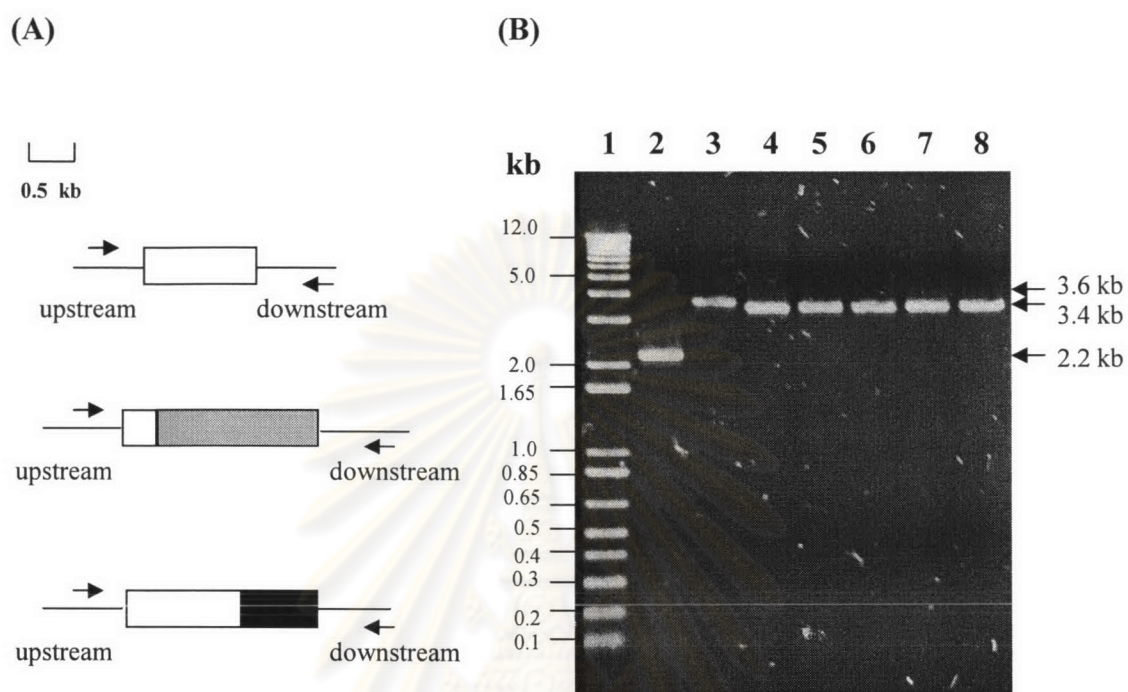 (A)
(B)
0.5 kb
upstream
downstream
upstream
downstream
upstream
downstream
kb
1 2 3 4 5 6 7 8
12.0
5.0
2.0
1.65
1.0
0.85
0.65
0.5
0.4
0.3
0.2
0.1
3.6 kb
3.4 kb
2.2 kb